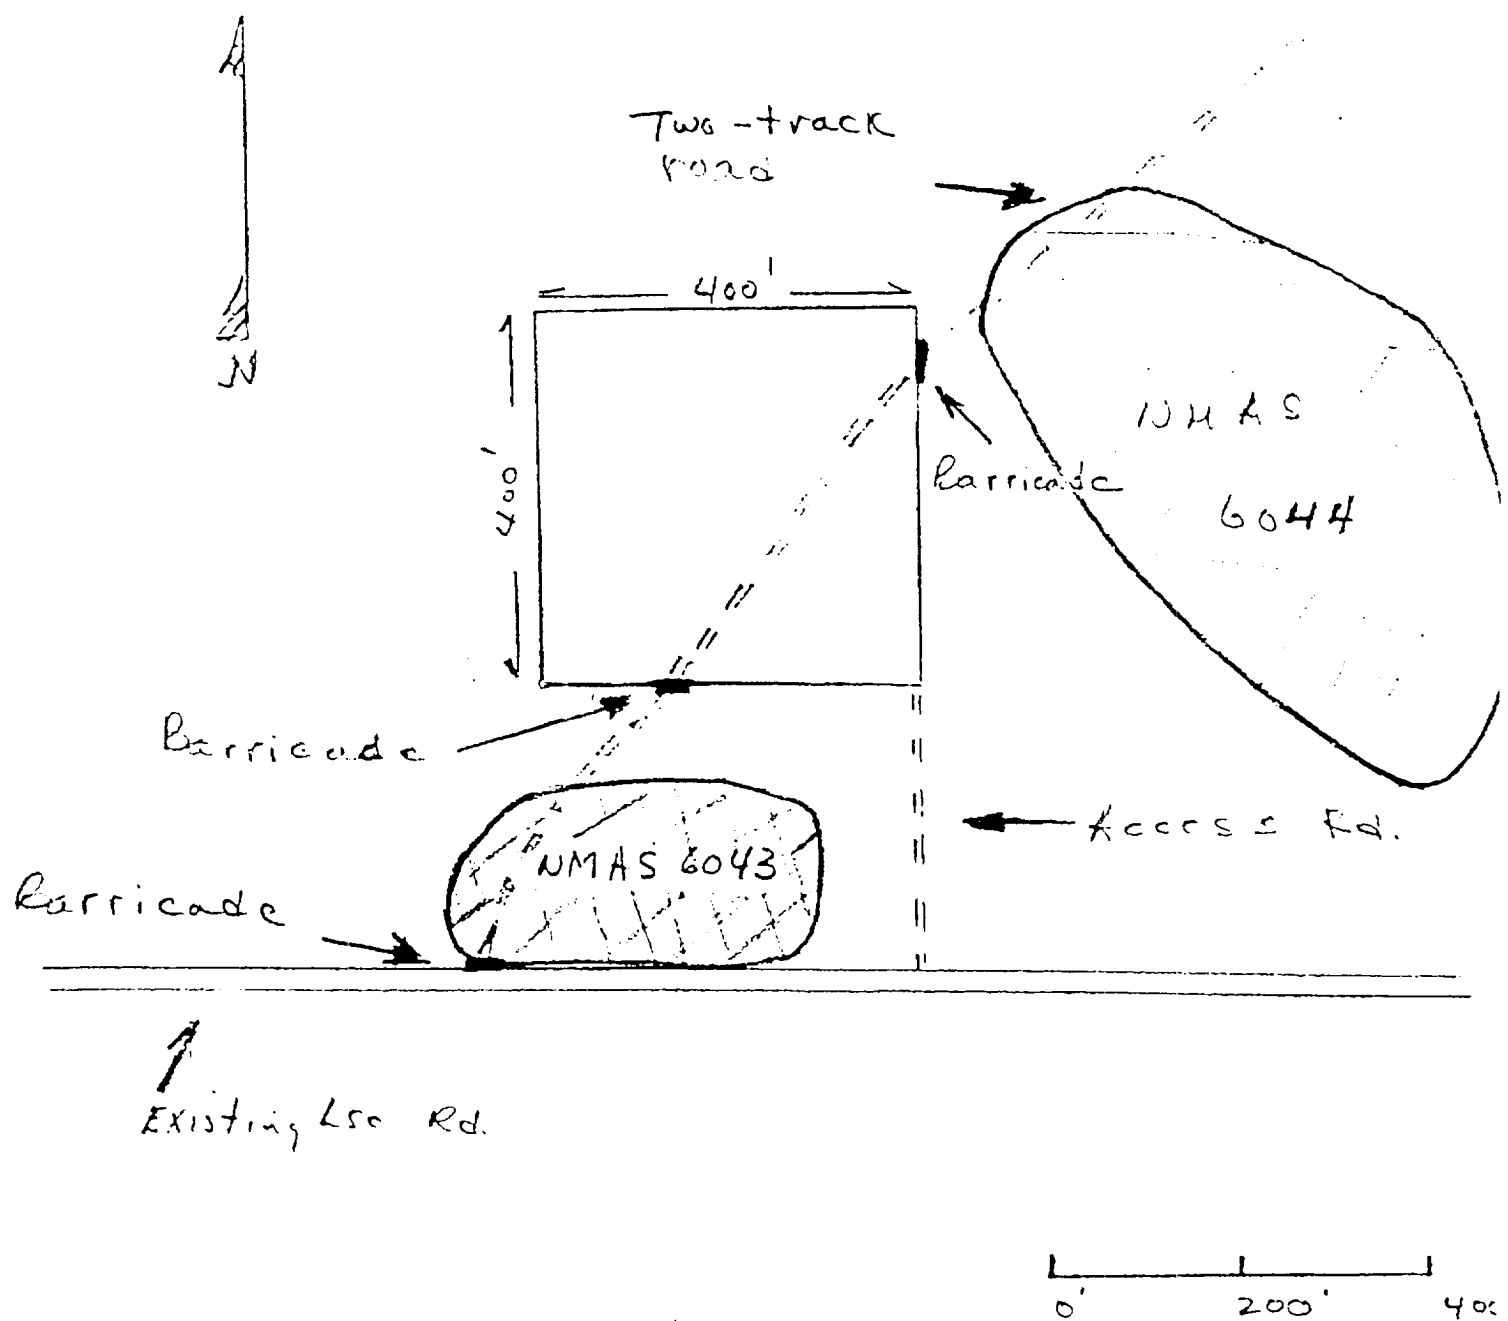 Two-track
road
400'
N
400'
NMAS
6044
Barricade
Barricade
Access Rd.
NMAS 6043
Barricade
Existing Lse Rd.
0' 200' 400